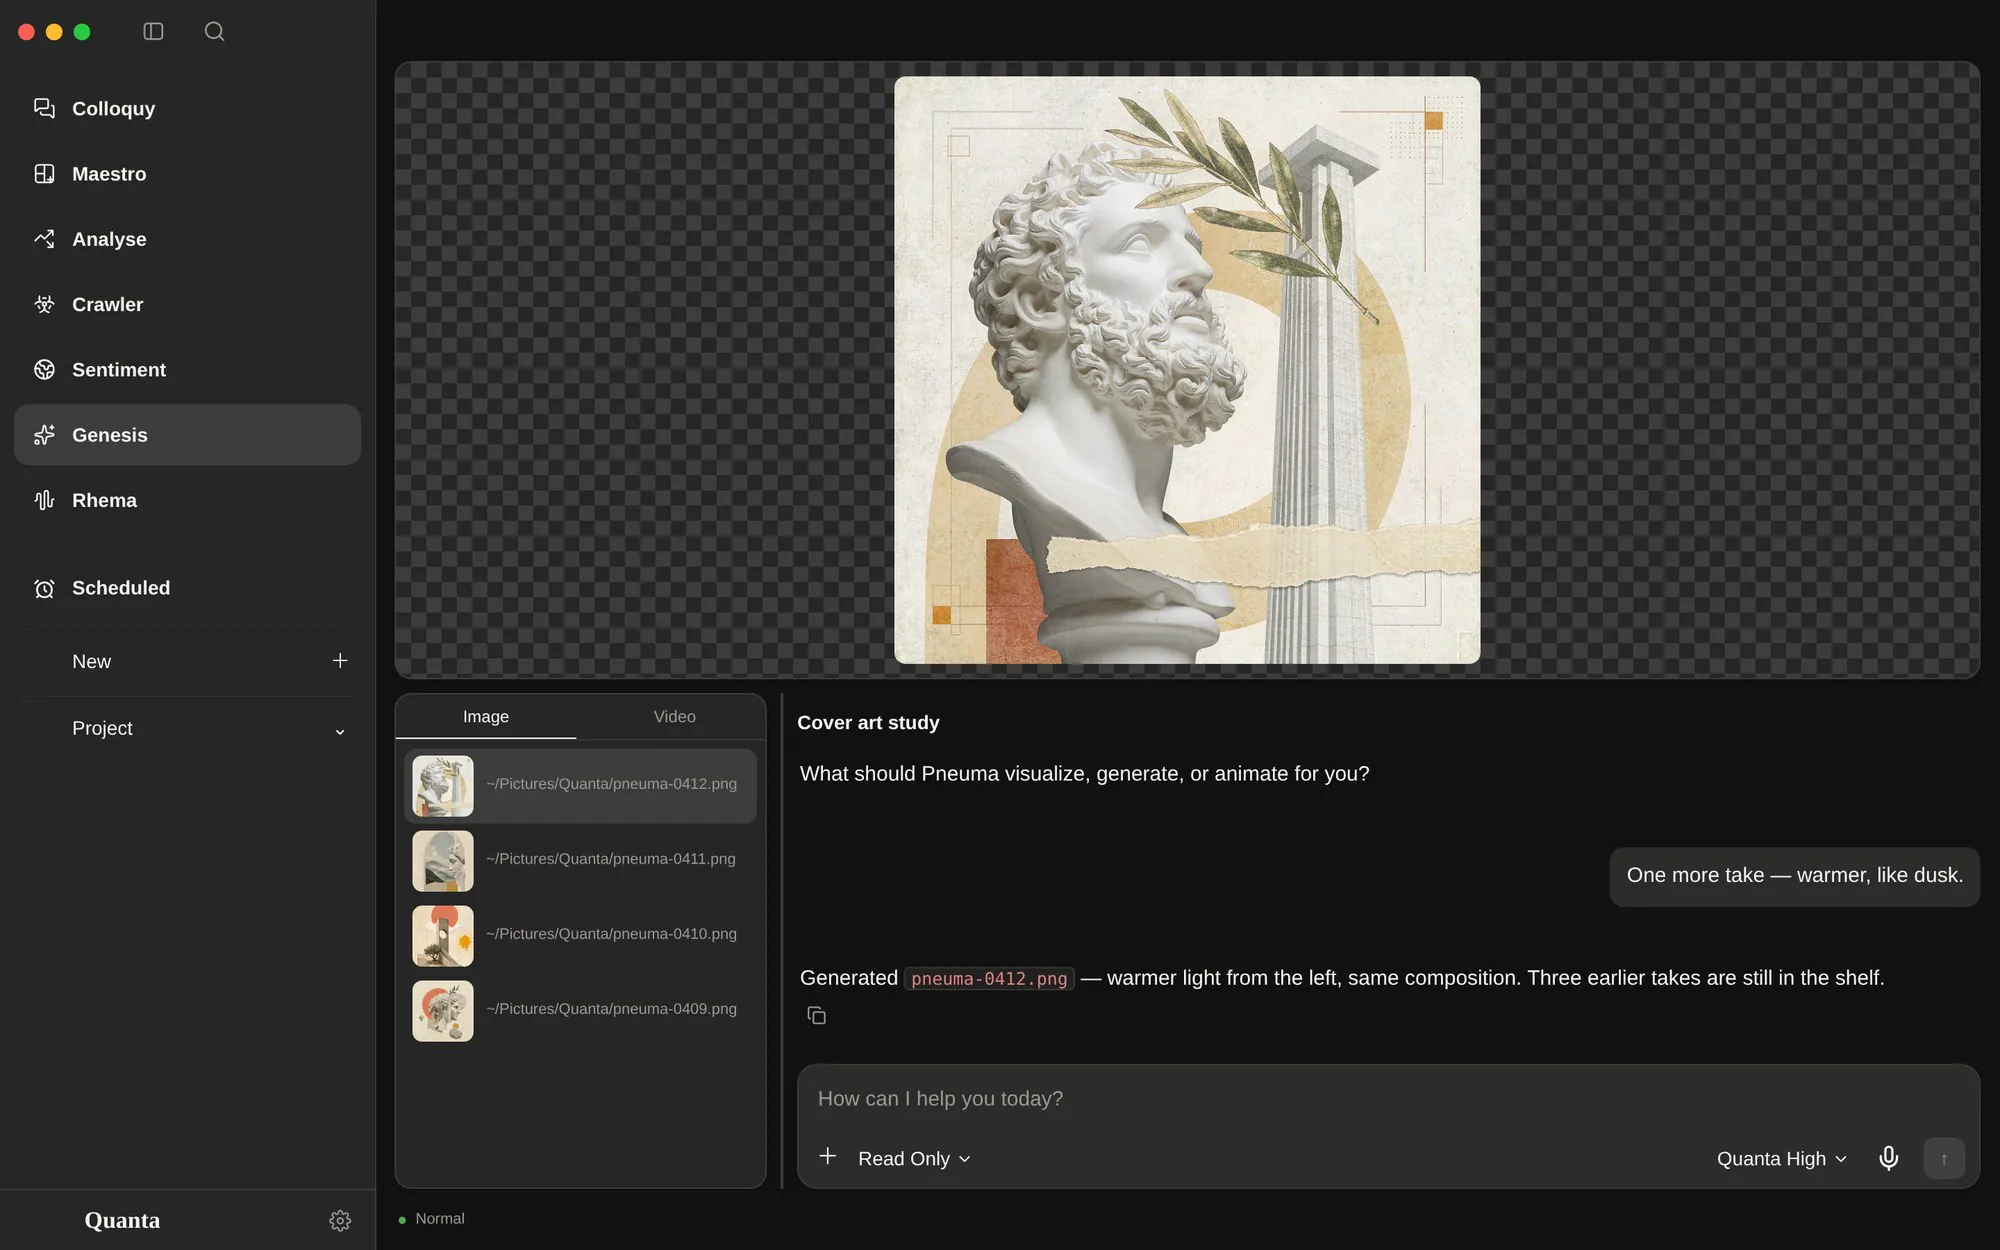 Colloquy
Maestro
Analyse
Crawler
Sentiment
Genesis
Rhema
Scheduled
New
Project
Quanta
Image
Video
~/Pictures/Quanta/pneuma-0412.png
~/Pictures/Quanta/pneuma-0411.png
~/Pictures/Quanta/pneuma-0410.png
~/Pictures/Quanta/pneuma-0409.png
Cover art study
What should Pneuma visualize, generate, or animate for you?
One more take — warmer, like dusk.
Generated pneuma-0412.png — warmer light from the left, same composition. Three earlier takes are still in the shelf.
How can I help you today?
Read Only
Quanta High
Normal